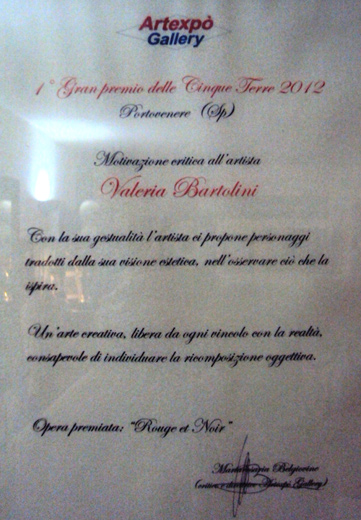 Artexpò
Gallery
1° Gran premio delle Cinque Terre 2012
Portovenere (Sp)
Motivazione critica all'artista
Valeria Bartolini
Con la sua gestualità l'artista ci propone personaggi
tradotti dalla sua visione estetica, nell'osservare ciò che la
ispira.
Un'arte creativa, libera da ogni vincolo con la realtà,
consapevole di individuare la ricomposizione oggettiva.
Opera premiata: "Rouge et Noir"
Belgiovine
Gallery)